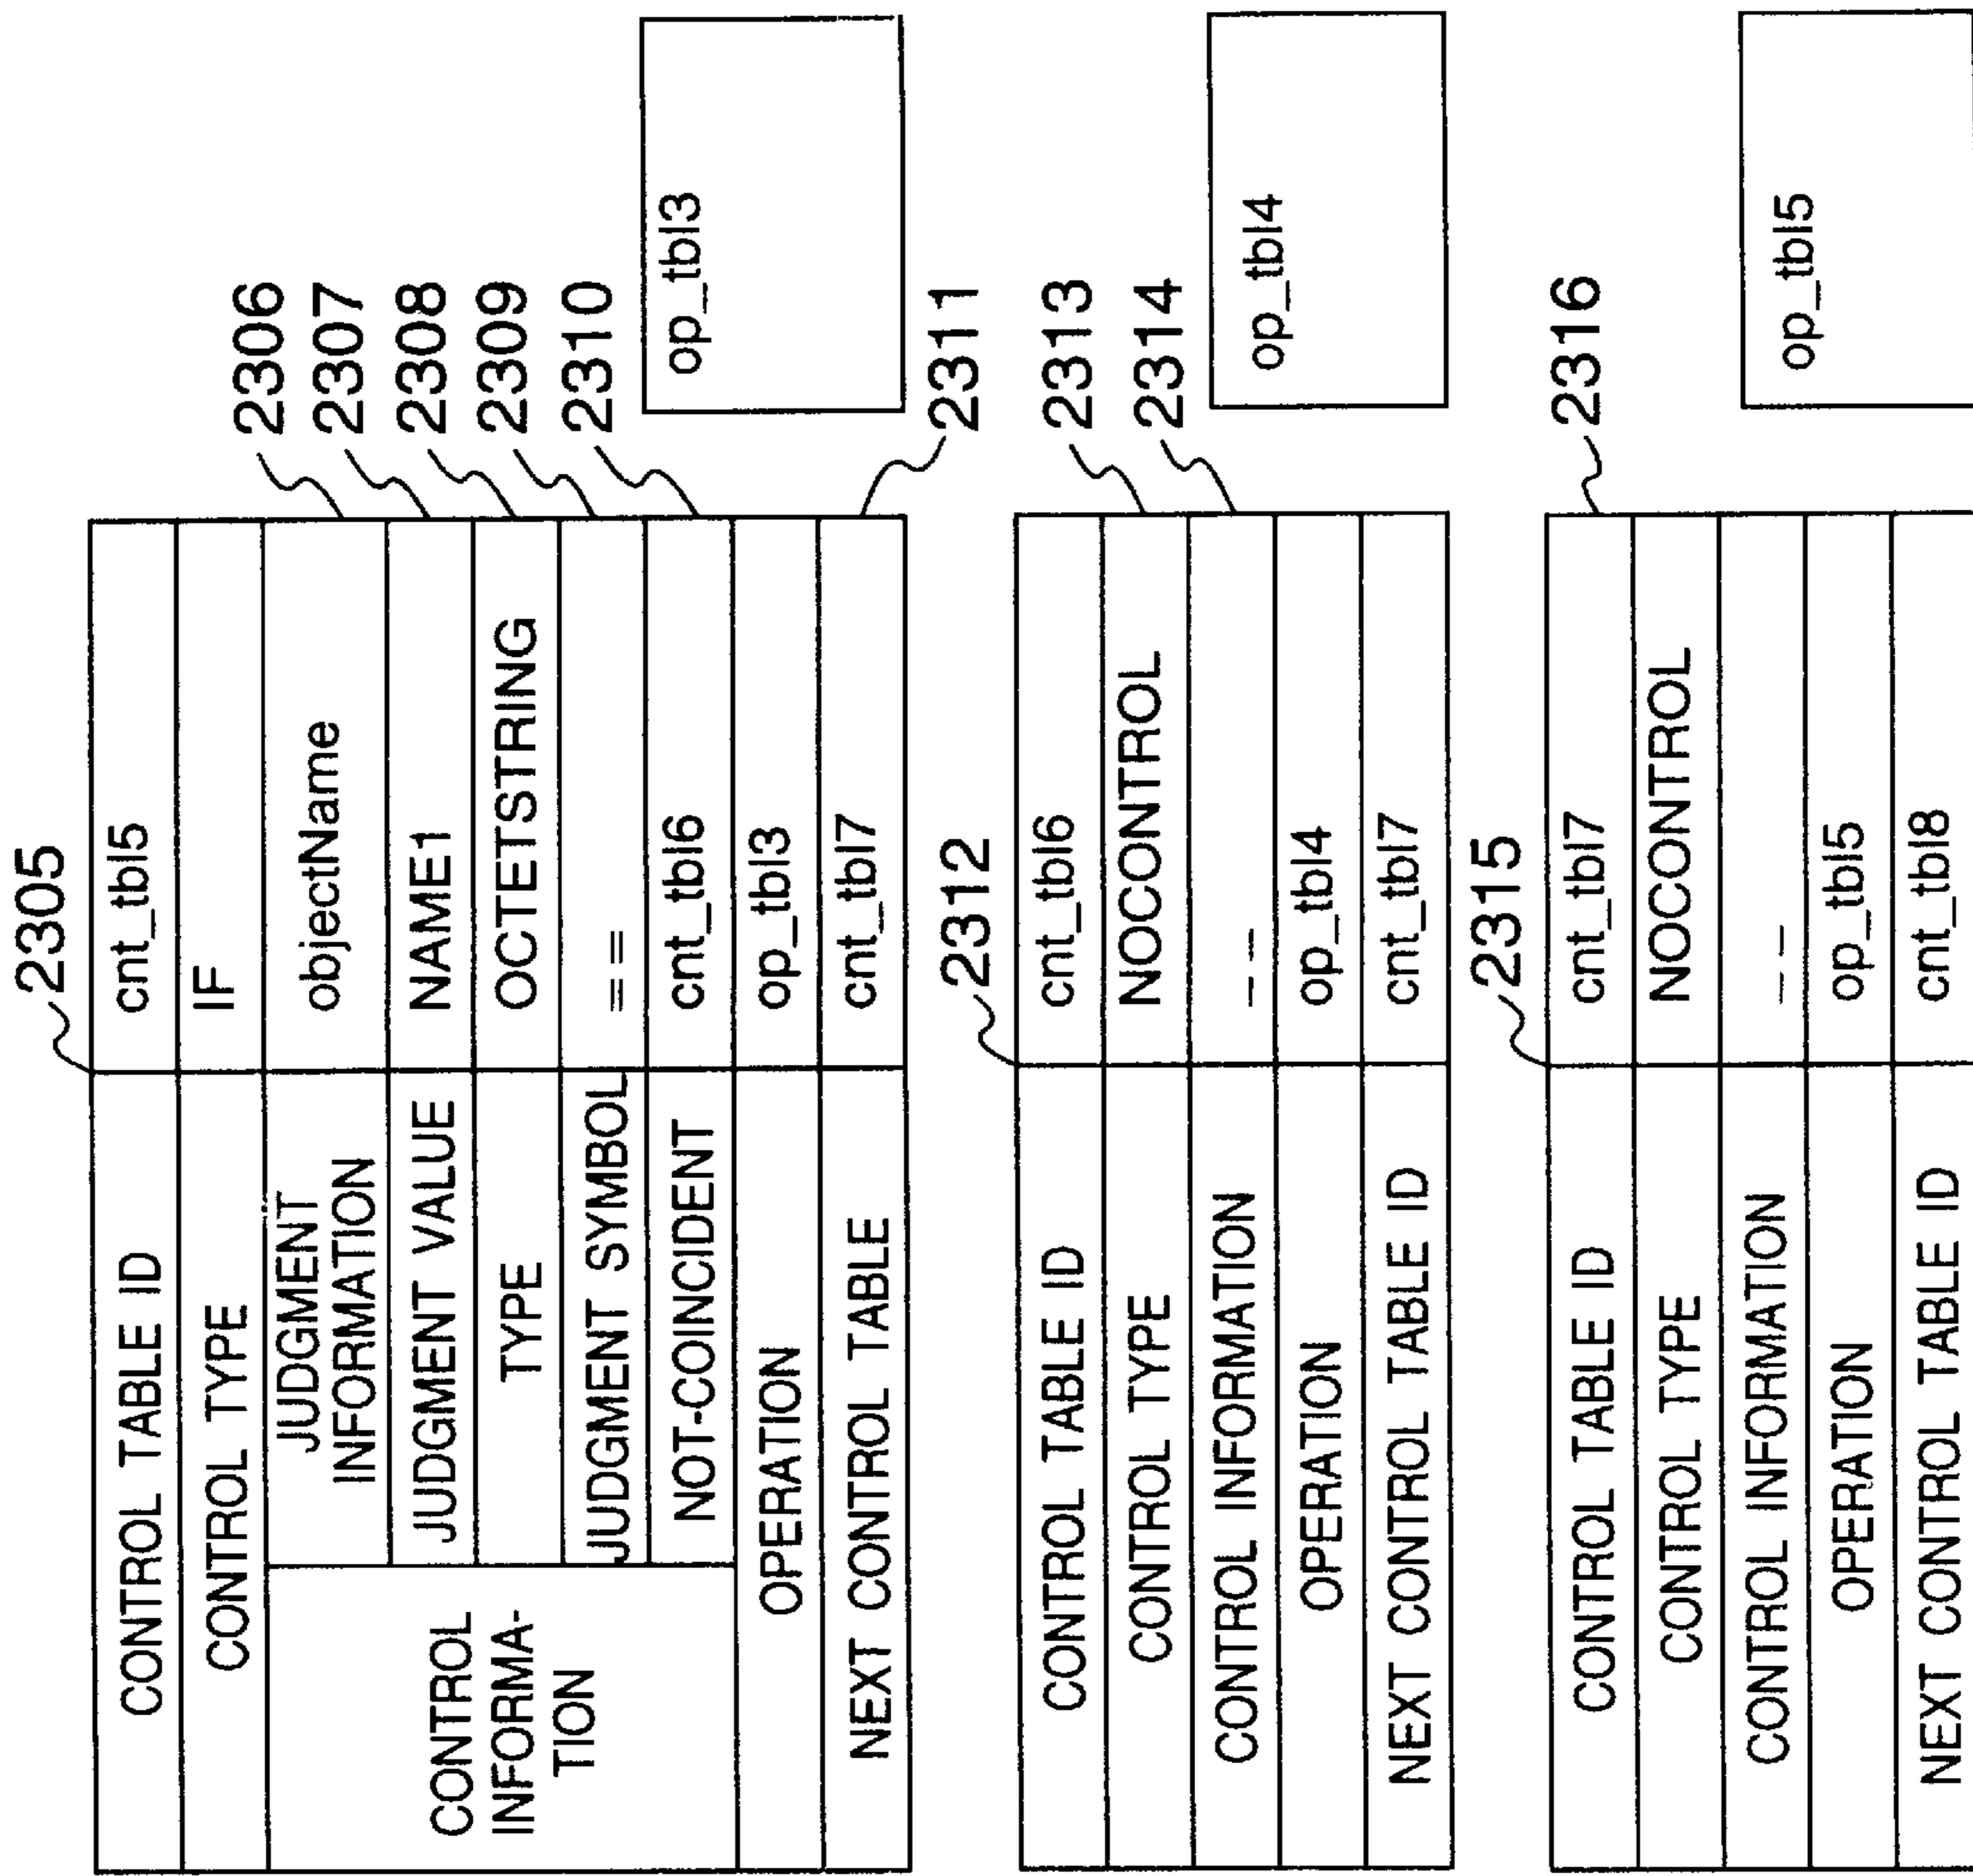 2305
CONTROL TABLE ID cnt_tbl5
CONTROL TYPE IF
CONTROL
INFORMA-
TION
JUDGMENT
INFORMATION
objectName
2306
JUDGMENT VALUE NAME1
2307
TYPE OCTETSTRING
2308
JUDGMENT SYMBOL ==
2309
NOT-COINCIDENT cnt_tbl6
2310
OPERATION op_tbl3
NEXT CONTROL TABLE cnt_tbl7
2311
op_tbl3
2312
CONTROL TABLE ID cnt_tbl6
CONTROL TYPE NOCONTROL
2313
CONTROL INFORMATION --
2314
OPERATION op_tbl4
NEXT CONTROL TABLE ID cnt_tbl7
op_tbl4
2315
CONTROL TABLE ID cnt_tbl7
2316
CONTROL TYPE NOCONTROL
CONTROL INFORMATION --
OPERATION op_tbl5
NEXT CONTROL TABLE ID cnt_tbl8
op_tbl5